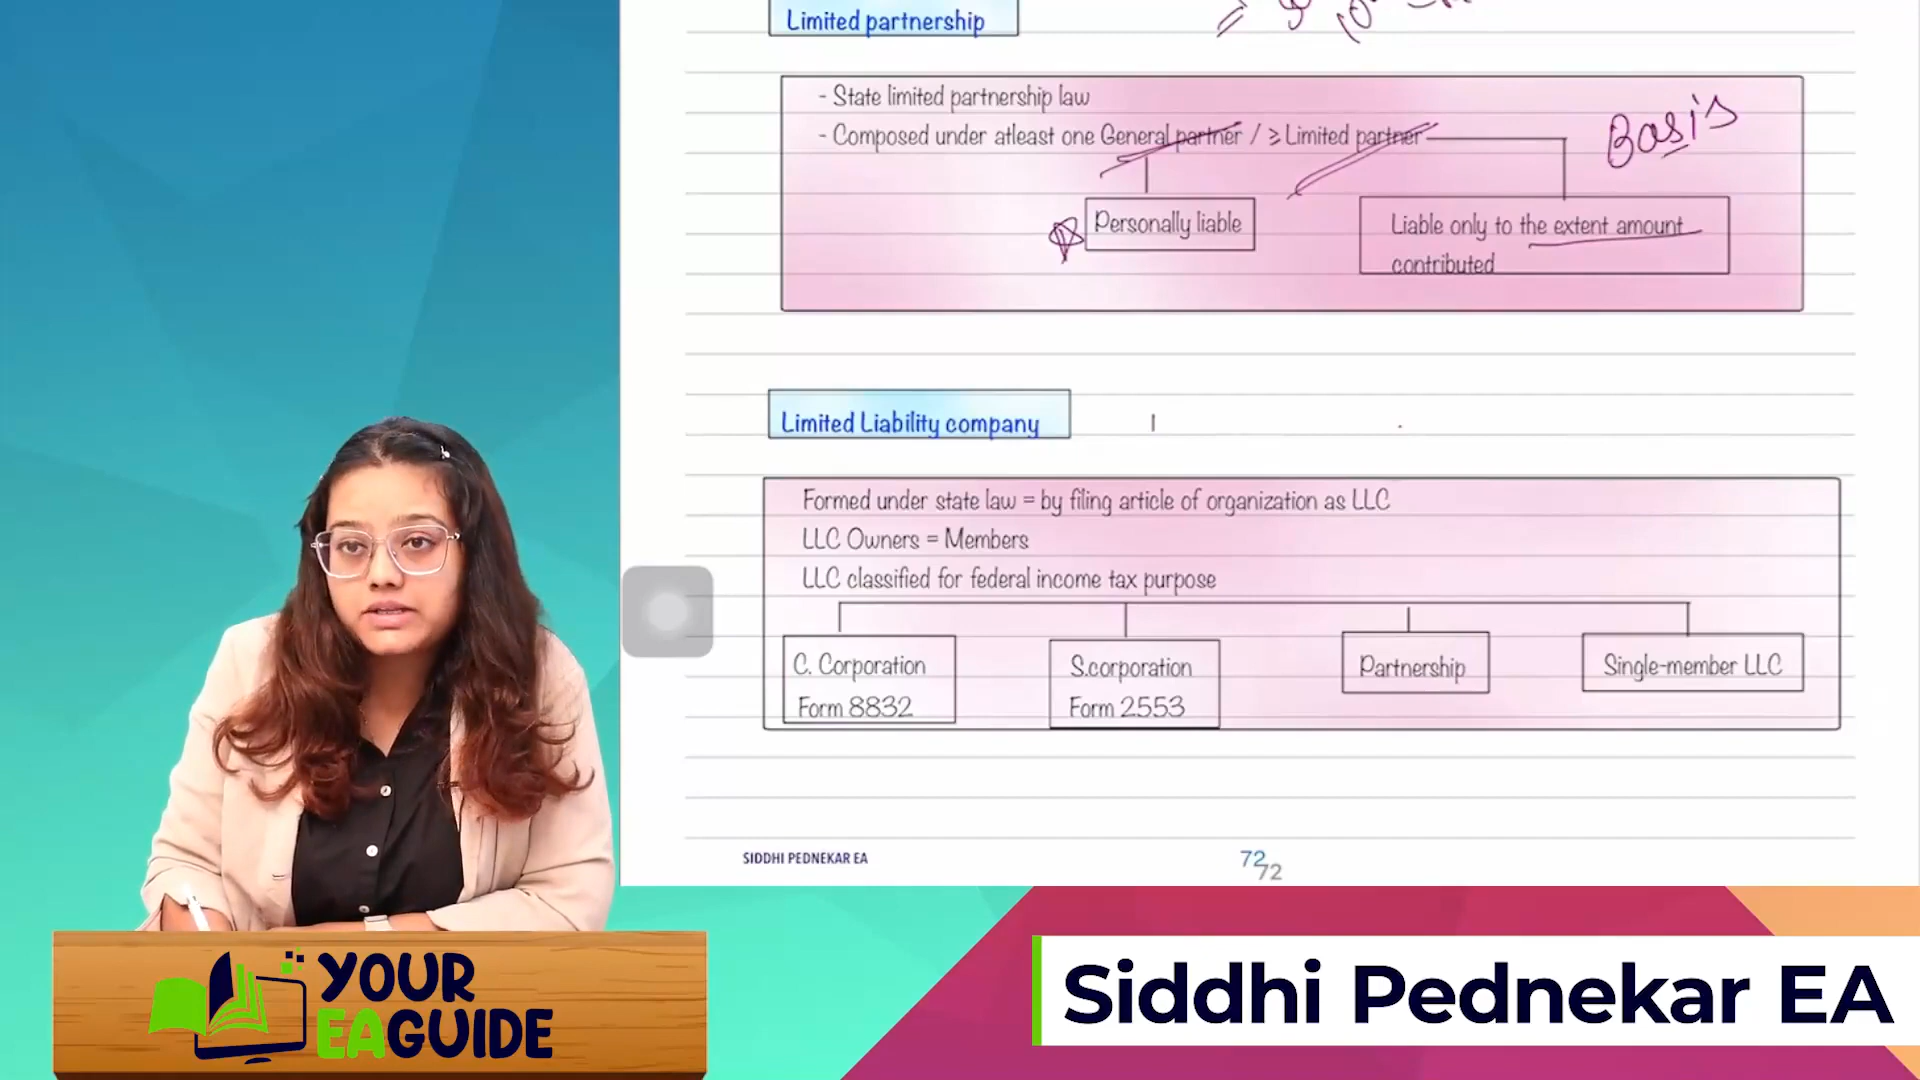 Limited partnership
- State limited partnership law
- Composed under atleast one General partner / ≥ Limited partner
Basis
Personally liable
Liable only to the extent amount
contributed
Limited Liability company
Formed under state law = by filing article of organization as LLC
LLC Owners = Members
LLC classified for federal income tax purpose
C. Corporation
Form 8832
S.corporation
Form 2553
Partnership
Single-member LLC
SIDDHI PEDNEKAR EA
72
72
YOUR
EAGUIDE
Siddhi Pednekar EA